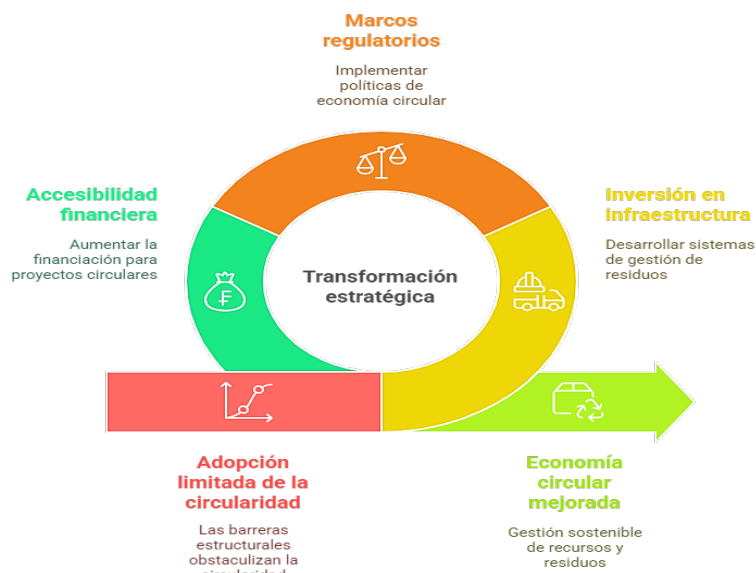 Marcos
regulatorios
Implementar
políticas de
economía circular
Accesibilidad
financiera
Aumentar la
financiación para
proyectos circulares
Inversión en
infraestructura
Desarrollar sistemas
de gestión de
residuos
Transformación
estratégica
Adopción
limitada de la
circularidad
Las barreras
estructurales
obstaculizan la
circularidad
Economía
circular
mejorada
Gestión sostenible
de recursos y
residuos